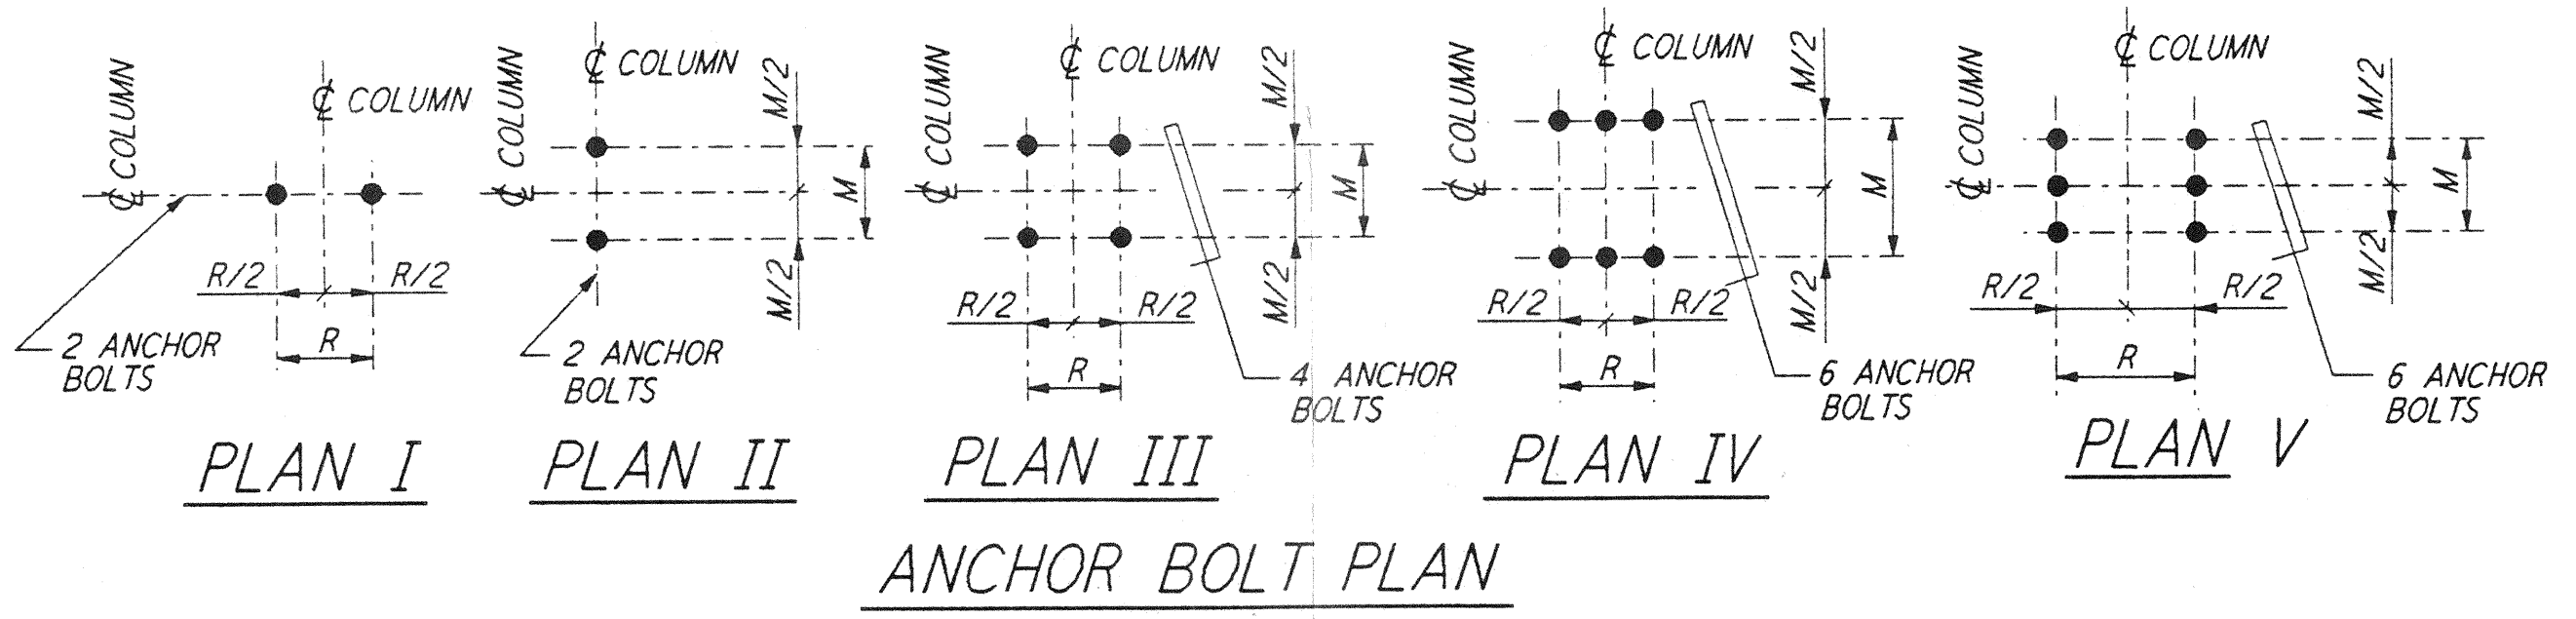 ℄ COLUMN
℄ COLUMN
R/2
R/2
R
2 ANCHOR
BOLTS
PLAN I
℄ COLUMN
℄ COLUMN
M/2
M
M/2
2 ANCHOR
BOLTS
PLAN II
℄ COLUMN
℄ COLUMN
M/2
M
M/2
R/2
R/2
R
4 ANCHOR
BOLTS
PLAN III
℄ COLUMN
℄ COLUMN
M/2
M
M/2
R/2
R/2
R
6 ANCHOR
BOLTS
PLAN IV
℄ COLUMN
℄ COLUMN
M/2
M
M/2
R/2
R/2
R
6 ANCHOR
BOLTS
PLAN V
ANCHOR BOLT PLAN